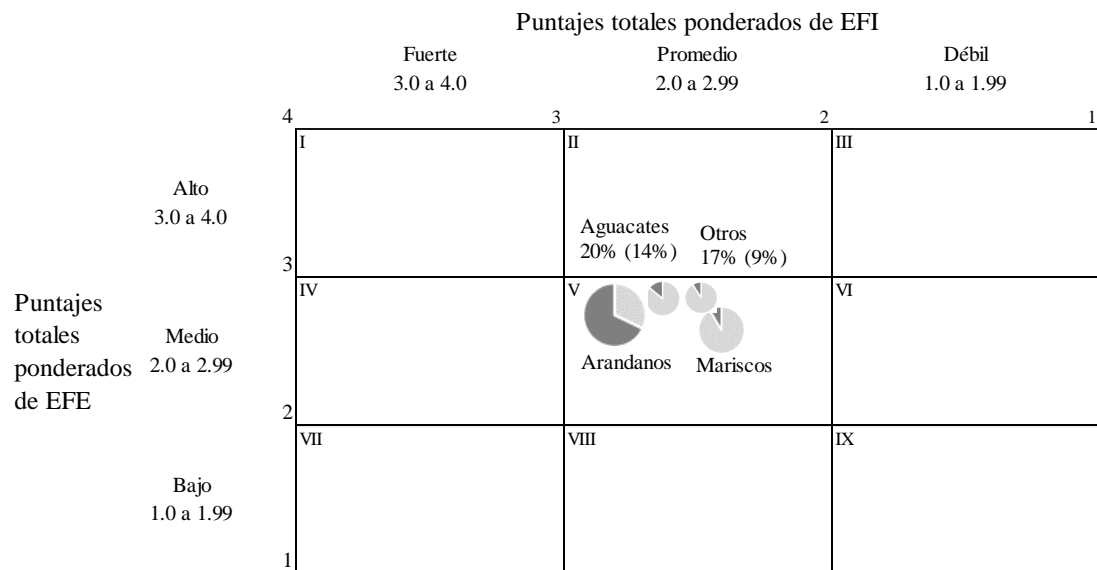 Puntajes totales ponderados de EFI
Fuerte
3.0 a 4.0
Promedio
2.0 a 2.99
Débil
1.0 a 1.99
4
3
2
1
I
II
III
Alto
3.0 a 4.0
Aguacates
20% (14%)
Otros
17% (9%)
3
Puntajes
totales
ponderados
de EFE
IV
V
VI
Medio
2.0 a 2.99
Arandanos
Mariscos
2
VII
VIII
IX
Bajo
1.0 a 1.99
1